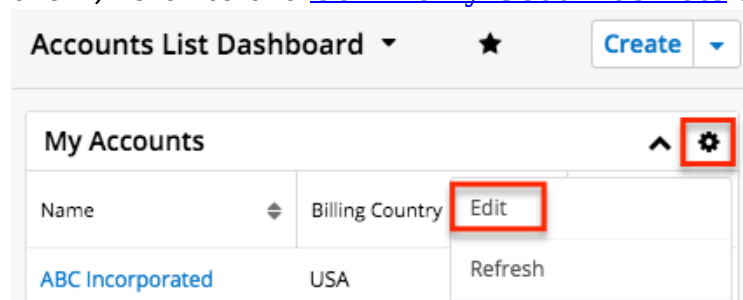 Accounts List Dashboard
Create
My Accounts
Name
Billing Country
Edit
ABC Incorporated
USA
Refresh